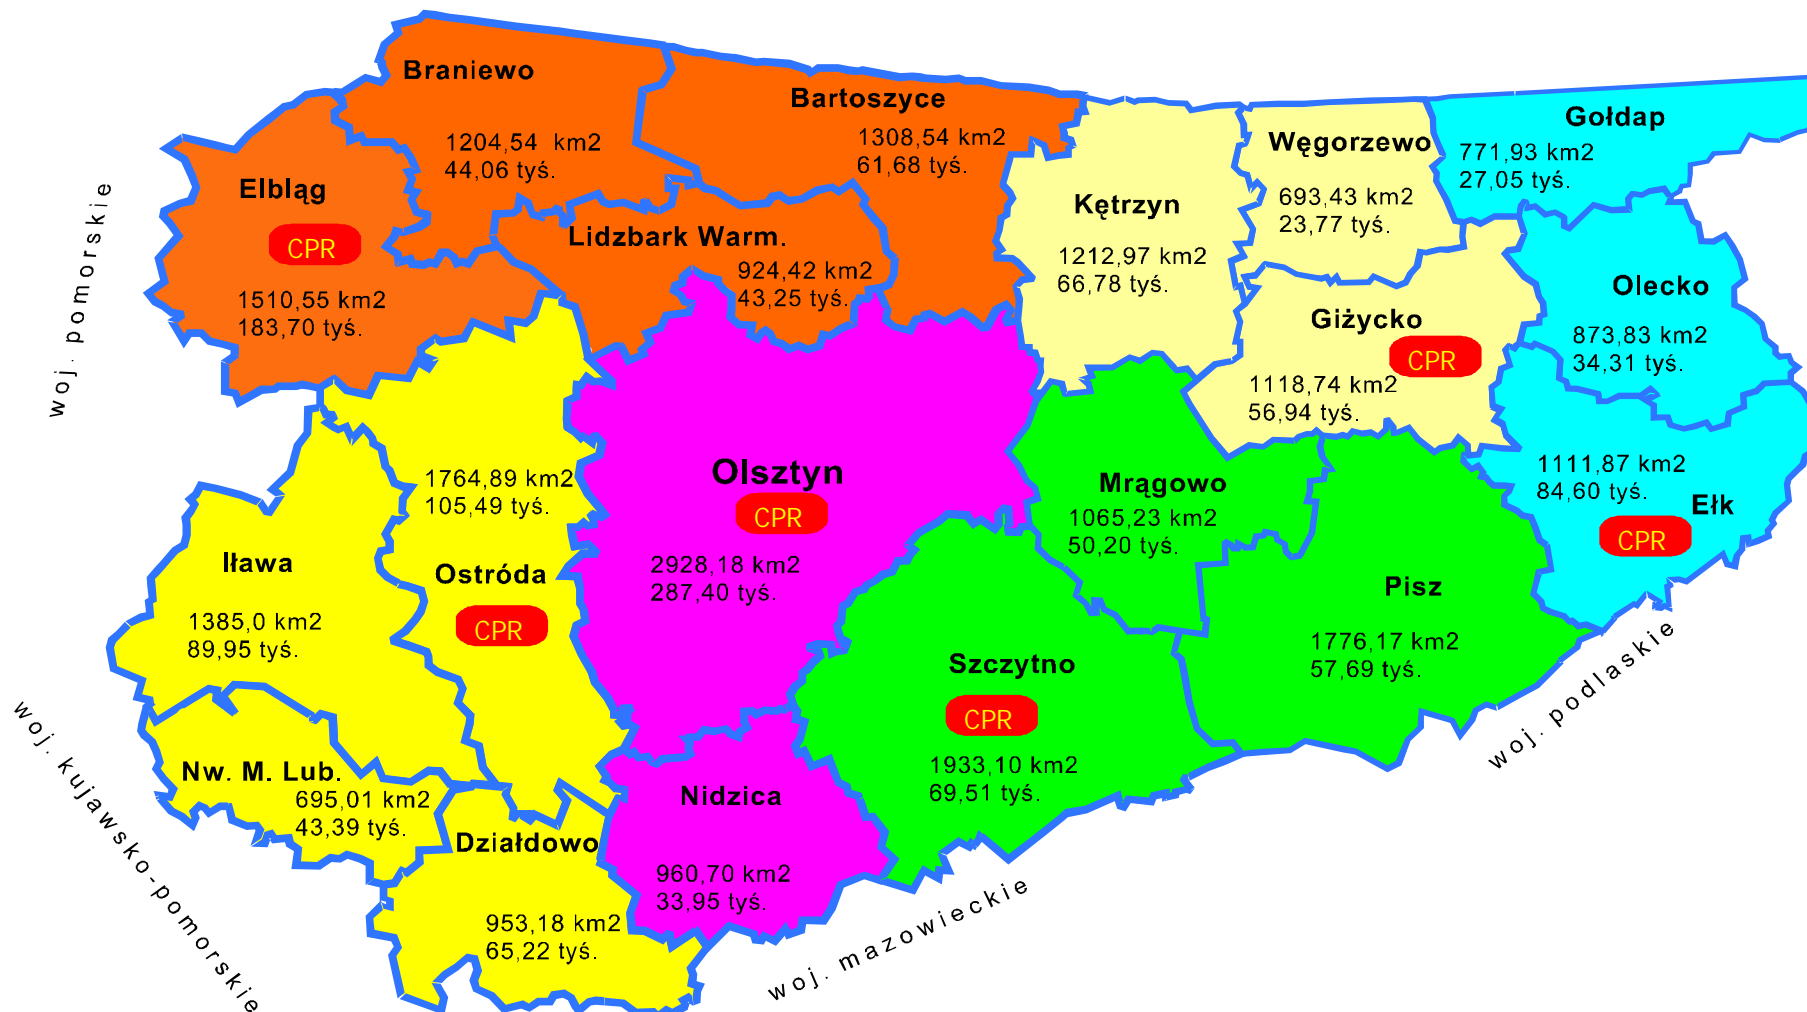 Braniewo
1204,54 km2
44,06 tyś.
Bartoszyce
1308,54 km2
61,68 tyś.
Gołdap
771,93 km2
27,05 tyś.
Węgorzewo
693,43 km2
23,77 tyś.
Elbląg
CPR
1510,55 km2
183,70 tyś.
Lidzbark Warm.
924,42 km2
43,25 tyś.
Kętrzyn
1212,97 km2
66,78 tyś.
Olecko
873,83 km2
34,31 tyś.
Giżycko
CPR
1118,74 km2
56,94 tyś.
woj. pomorskie
1764,89 km2
105,49 tyś.
Ostróda
CPR
Olsztyn
CPR
2928,18 km2
287,40 tyś.
Mrągowo
1065,23 km2
50,20 tyś.
1111,87 km2
84,60 tyś.
Ełk
CPR
Iława
1385,0 km2
89,95 tyś.
Pisz
1776,17 km2
57,69 tyś.
Szczytno
CPR
1933,10 km2
69,51 tyś.
woj. podlaskie
Nw. M. Lub.
695,01 km2
43,39 tyś.
Działdowo
953,18 km2
65,22 tyś.
Nidzica
960,70 km2
33,95 tyś.
woj. kujawsko-pomorskie
woj. mazowieckie